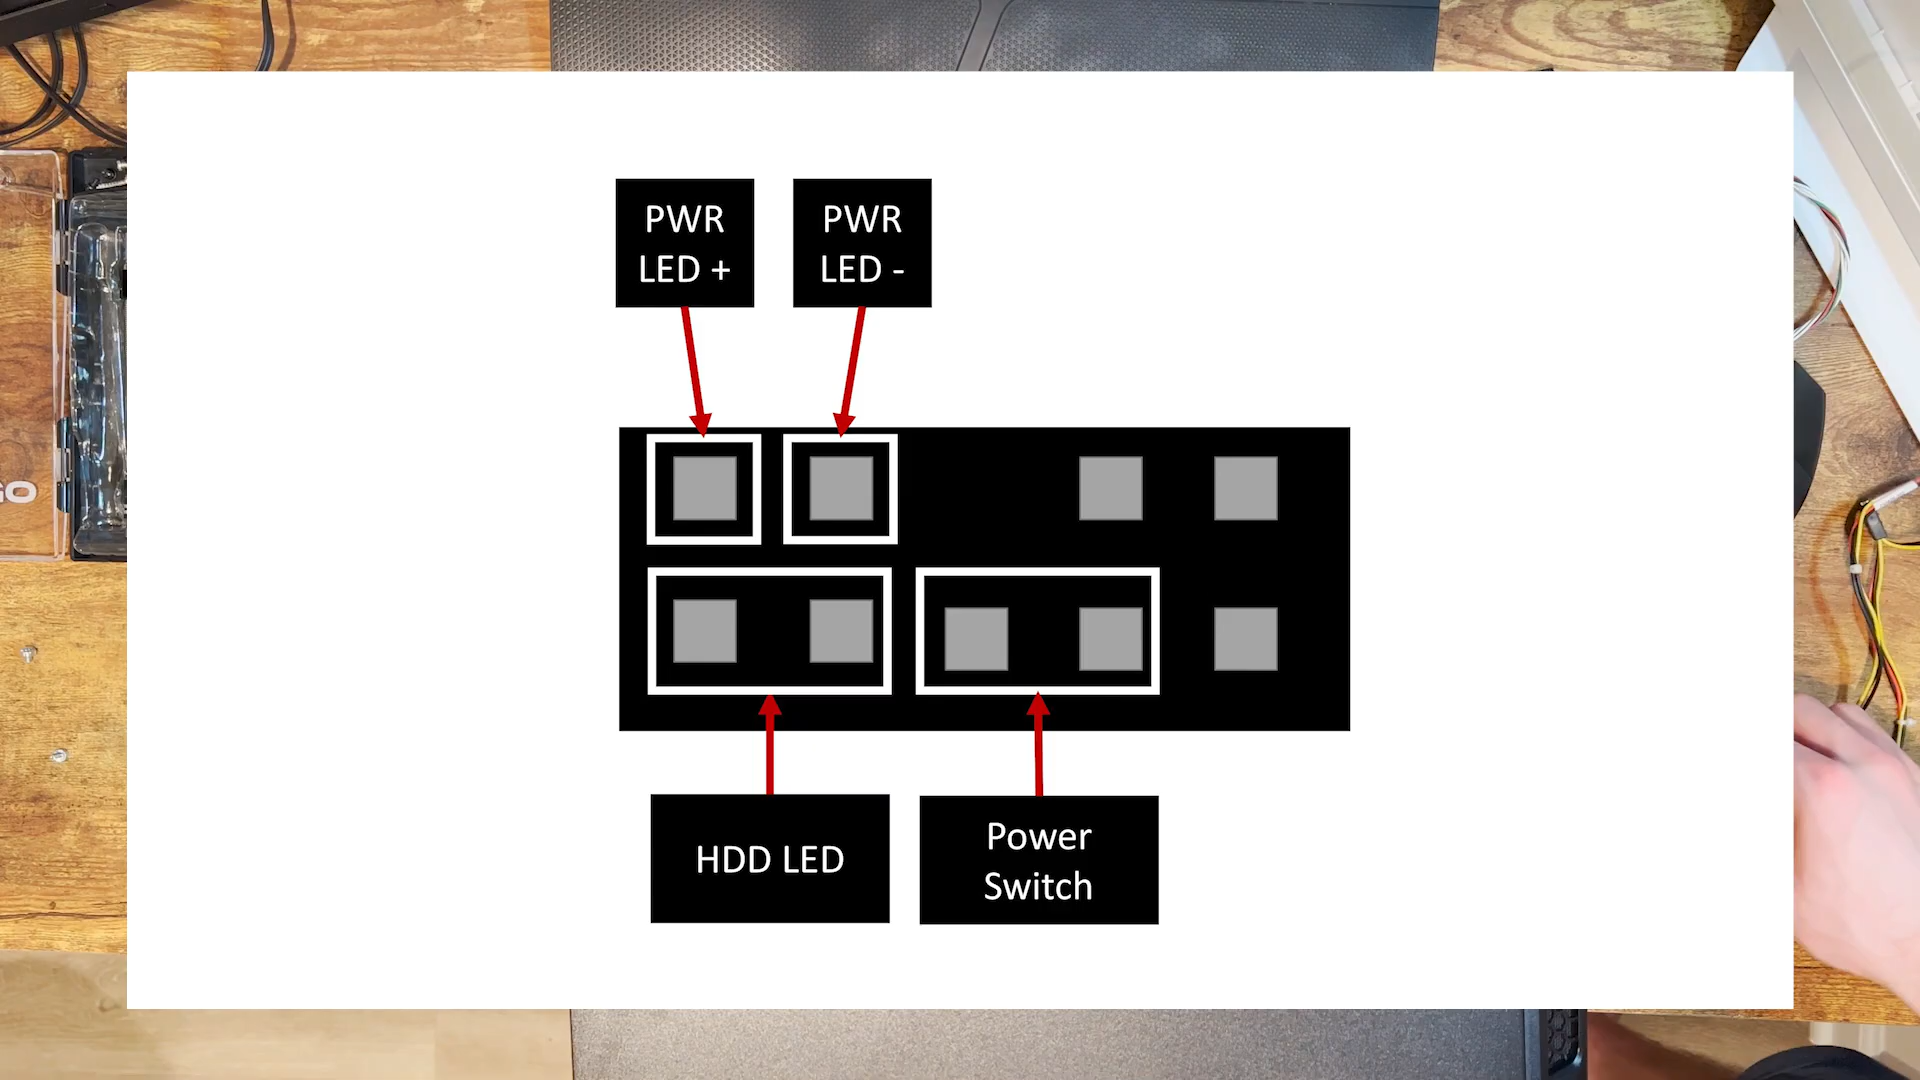 PWR
LED +
PWR
LED -
HDD LED
Power
Switch